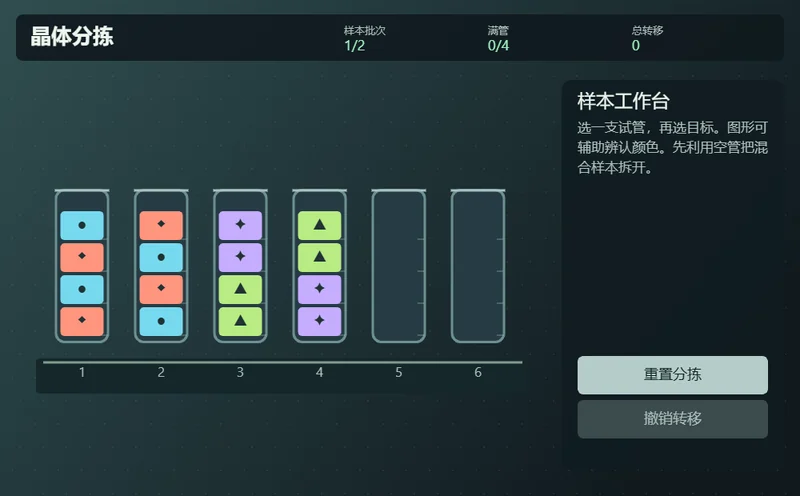 晶体分拣
样本批次
1/2
满管
0/4
总转移
0
样本工作台
选一支试管，再选目标。图形可
辅助辨认颜色。先利用空管把混
合样本拆开。
1
2
3
4
5
6
重置分拣
撤销转移